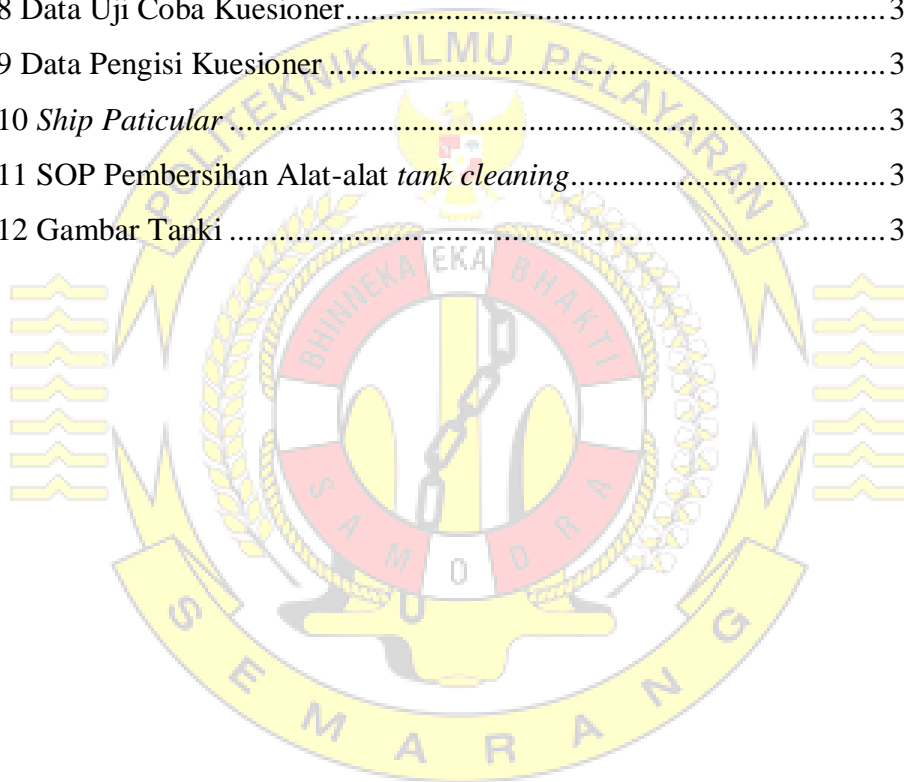 8 Data Uji Coba Kuesioner........................................................................ 3
9 Data Pengisi Kuesioner ........................................................................... 3
10 Ship Paticular ......................................................................................... 3
11 SOP Pembersihan Alat-alat tank cleaning......................................... 3
12 Gambar Tanki ......................................................................................... 3
POLITEKNIK ILMU PELAYARAN
BHINNEKA EKA BHAKTI
SAMODRA
SEMARANG